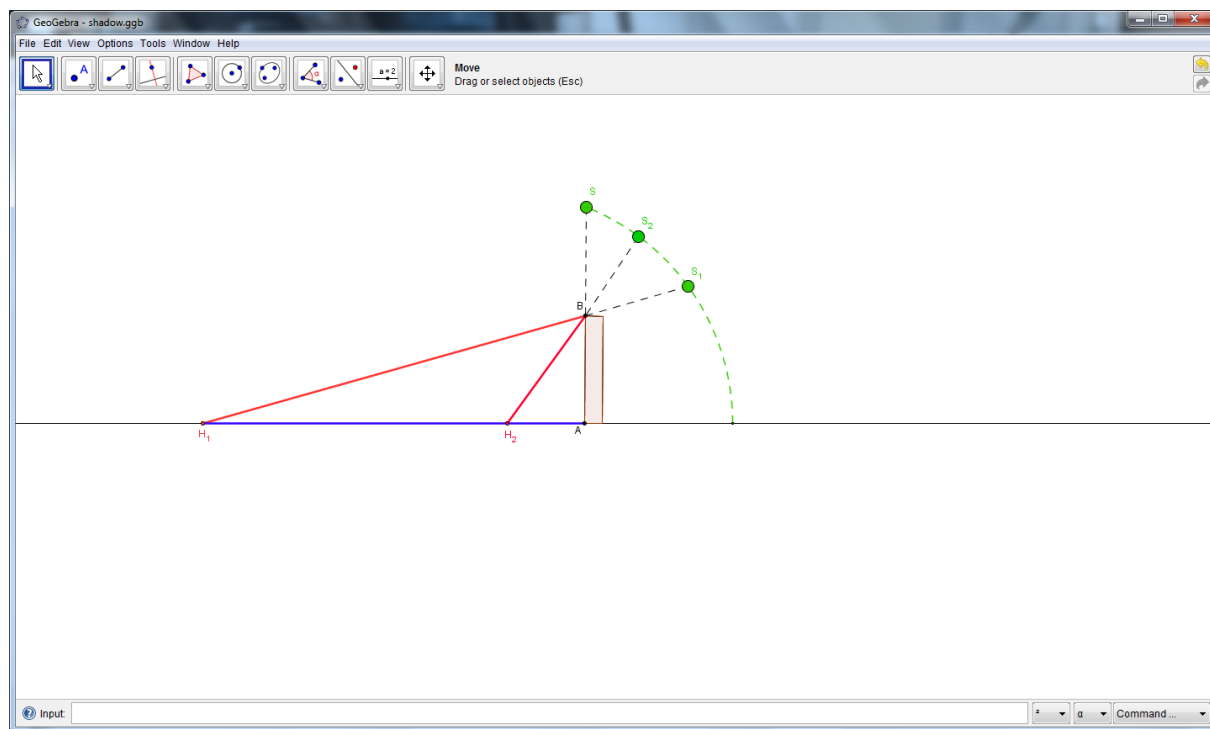 GeoGebra - shadow.ggb
File Edit View Options Tools Window Help
A
α
a = 2
Move
Drag or select objects (Esc)
S
S₂
S₁
B
H₁
H₂
A
Input:
²
α
Command ...